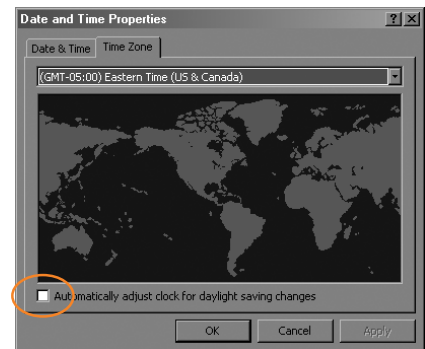 Date and Time Properties
Date & Time Time Zone
(GMT-05:00) Eastern Time (US & Canada)
Automatically adjust clock for daylight saving changes
OK Cancel Apply